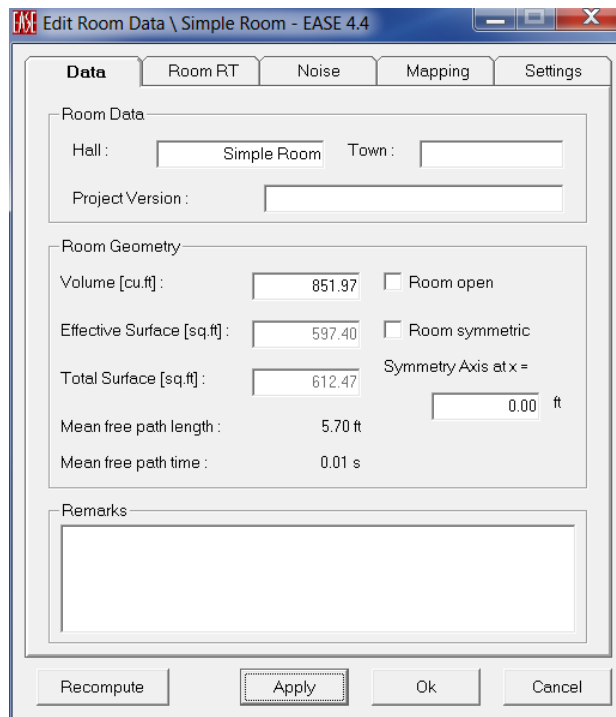 EASE Edit Room Data \ Simple Room - EASE 4.4
Data Room RT Noise Mapping Settings
Room Data
Hall : Simple Room Town :
Project Version :
Room Geometry
Volume [cu.ft] : 851.97 Room open
Effective Surface [sq.ft] : 597.40 Room symmetric
Total Surface [sq.ft] : 612.47 Symmetry Axis at x =
0.00 ft
Mean free path length : 5.70 ft
Mean free path time : 0.01 s
Remarks
Recompute Apply Ok Cancel